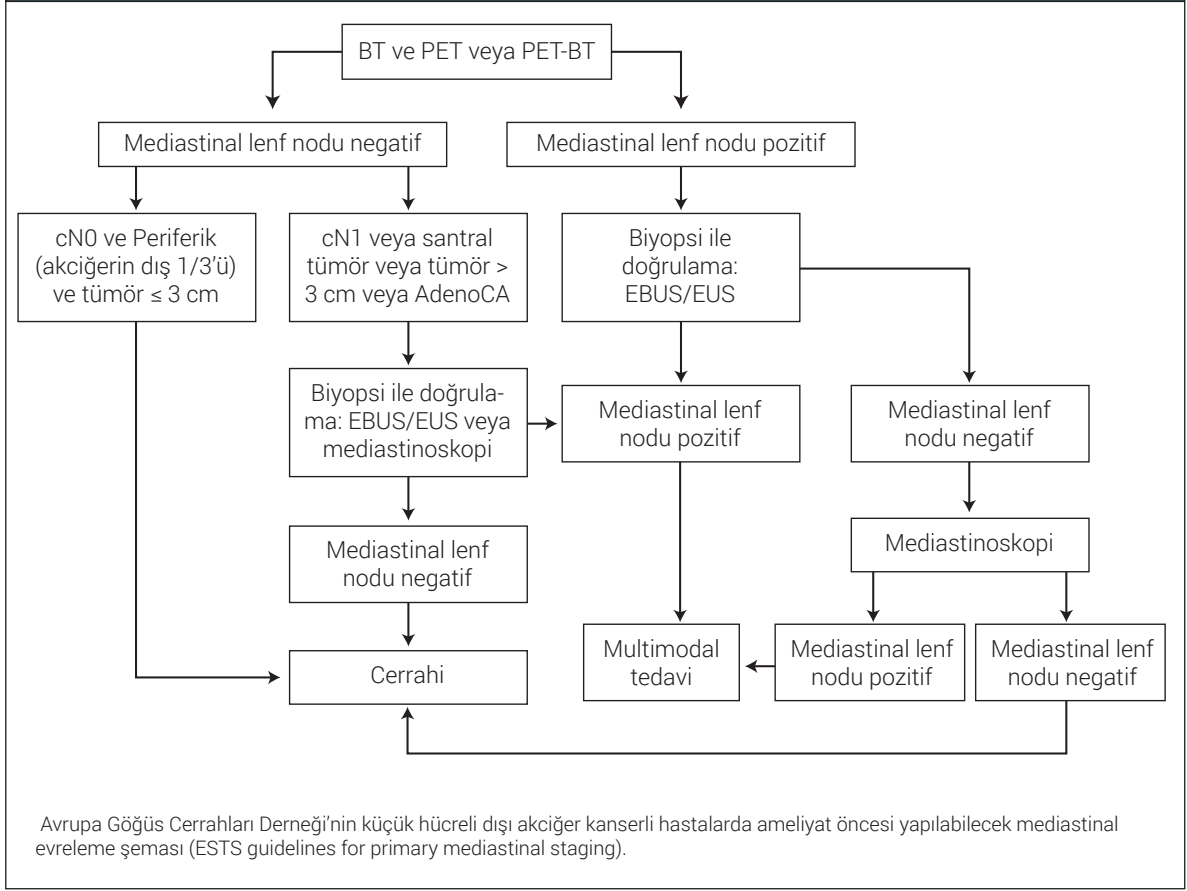 BT ve PET veya PET-BT
Mediastinal lenf nodu negatif
Mediastinal lenf nodu pozitif
cN0 ve Periferik
(akciğerin dış 1/3’ü)
ve tümör ≤ 3 cm
cN1 veya santral
tümör veya tümör >
3 cm veya AdenoCA
Biyopsi ile
doğrulama:
EBUS/EUS
Biyopsi ile doğrula-
ma: EBUS/EUS veya
mediastinoskopi
Mediastinal lenf
nodu pozitif
Mediastinal lenf
nodu negatif
Mediastinal lenf
nodu negatif
Mediastinoskopi
Cerrahi
Multimodal
tedavi
Mediastinal lenf
nodu pozitif
Mediastinal lenf
nodu negatif
Avrupa Göğüs Cerrahları Derneği’nin küçük hücreli dışı akciğer kanserli hastalarda ameliyat öncesi yapılabilecek mediastinal
evreleme şeması (ESTS guidelines for primary mediastinal staging).